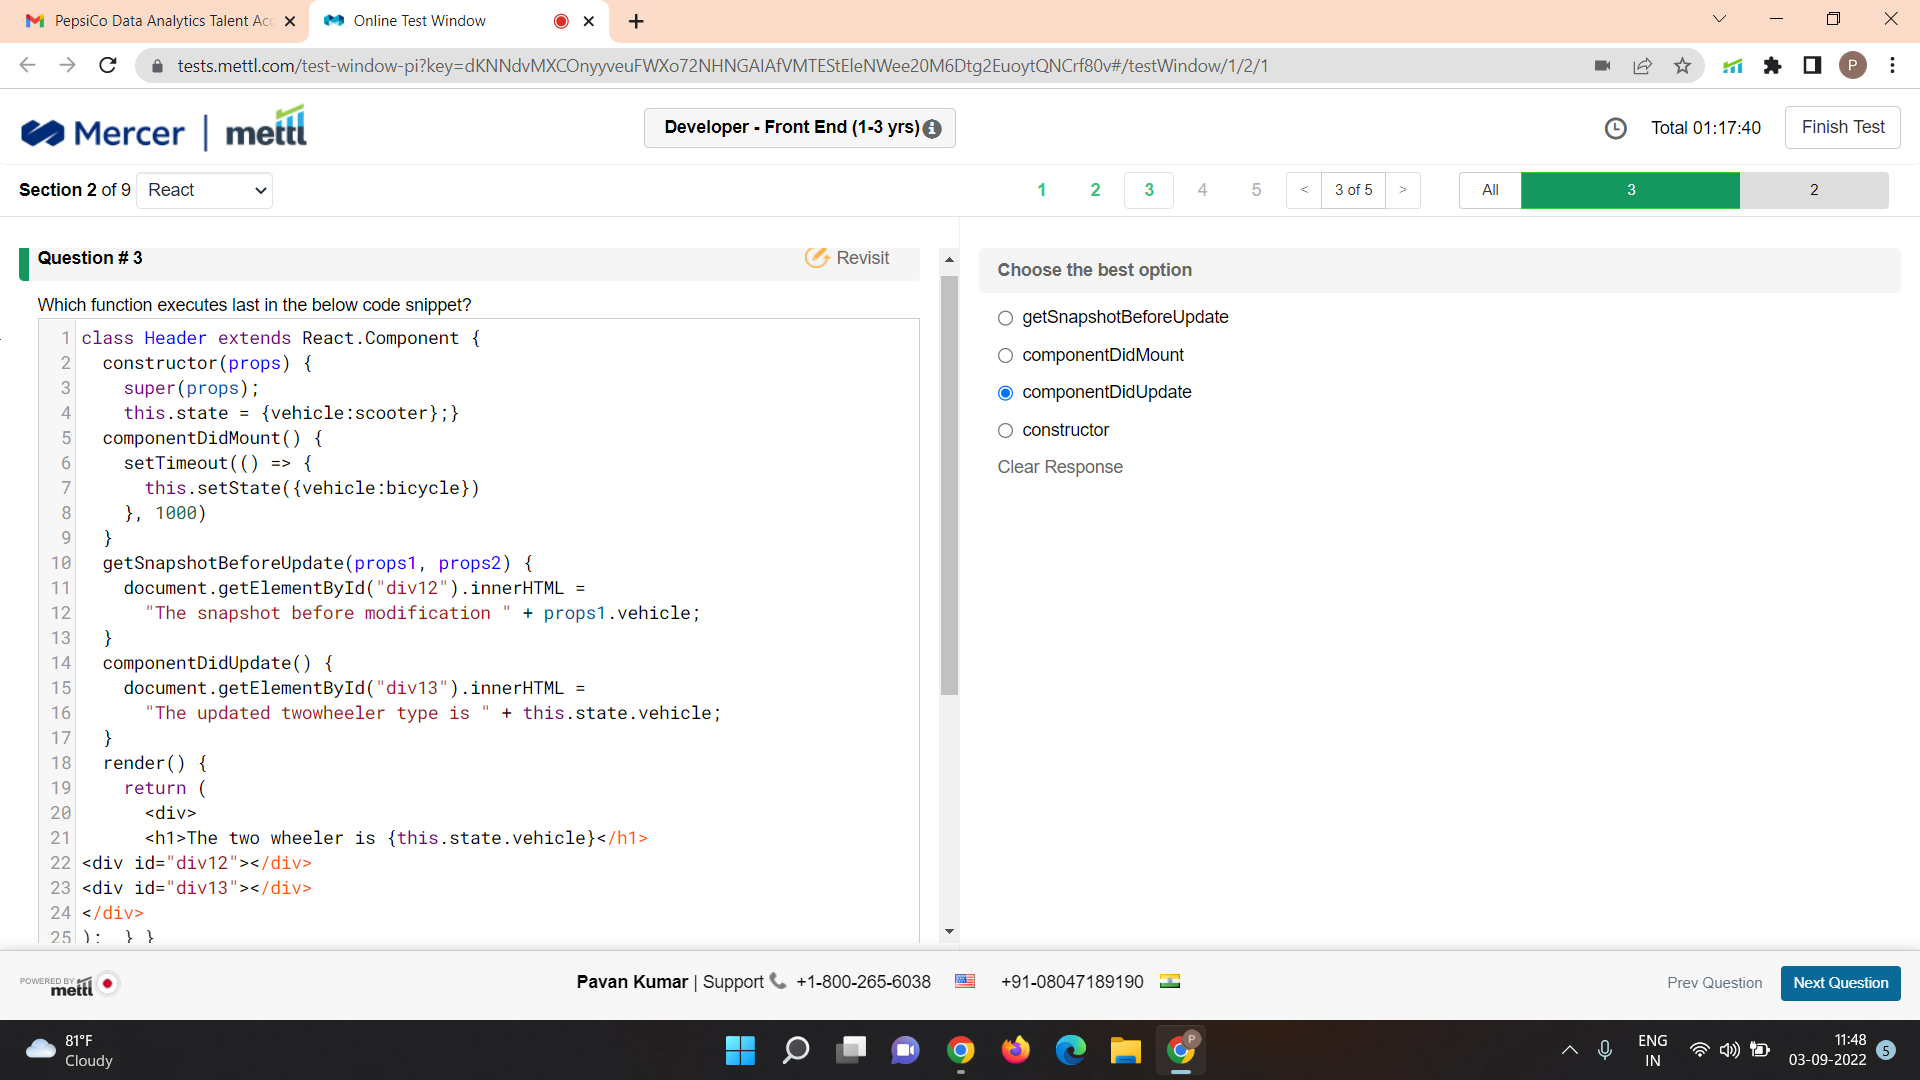 PepsiCo Data Analytics Talent Acc
Online Test Window
tests.mettl.com/test-window-pi?key=dKNNdvMXCOnyyveuFWXo72NHNGAIAfVMTEStEleNWee20M6Dtg2EuoytQNCrf80v#/testWindow/1/2/1
P
Mercer | mettl
Developer - Front End (1-3 yrs)
Total 01:17:40
Finish Test
Section 2 of 9 React
1 2 3 4 5 < 3 of 5 > All 3 2
Question # 3
Revisit
Which function executes last in the below code snippet?
1 class Header extends React.Component {
2 constructor(props) {
3 super(props);
4 this.state = {vehicle:scooter};}
5 componentDidMount() {
6 setTimeout(() => {
7 this.setState({vehicle:bicycle})
8 }, 1000)
9 }
10 getSnapshotBeforeUpdate(props1, props2) {
11 document.getElementById("div12").innerHTML =
12 "The snapshot before modification " + props1.vehicle;
13 }
14 componentDidUpdate() {
15 document.getElementById("div13").innerHTML =
16 "The updated twowheeler type is " + this.state.vehicle;
17 }
18 render() {
19 return (
20 <div>
21 <h1>The two wheeler is {this.state.vehicle}</h1>
22 <div id="div12"></div>
23 <div id="div13"></div>
24 </div>
25 ); } }
Choose the best option
getSnapshotBeforeUpdate
componentDidMount
componentDidUpdate
constructor
Clear Response
POWERED BY
mettl
Pavan Kumar | Support +1-800-265-6038 +91-08047189190
Prev Question
Next Question
81°F
Cloudy
P
ENG
IN
11:48
03-09-2022
5